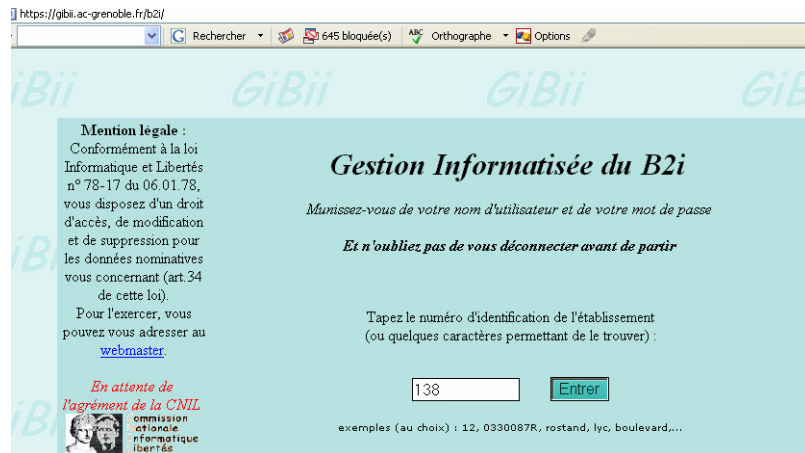 https://gibii.ac-grenoble.fr/b2i/
Rechercher 645 bloquée(s) Orthographe Options
GiBii GiBii
Mention légale :
Conformément à la loi
Informatique et Libertés
n° 78-17 du 06.01.78,
vous disposez d'un droit
d'accès, de modification
et de suppression pour
les données nominatives
vous concernant (art.34
de cette loi).
Pour l'exercer, vous
pouvez vous adresser au
webmaster.
En attente de
l'agrément de la CNIL
Commission
Nationale
Informatique
Libertés
Gestion Informatisée du B2i
Munissez-vous de votre nom d'utilisateur et de votre mot de passe
Et n'oubliez pas de vous déconnecter avant de partir
Tapez le numéro d'identification de l'établissement
(ou quelques caractères permettant de le trouver) :
138 Entrer
exemples (au choix) : 12, 0330087R, rostand, lyc, boulevard,...